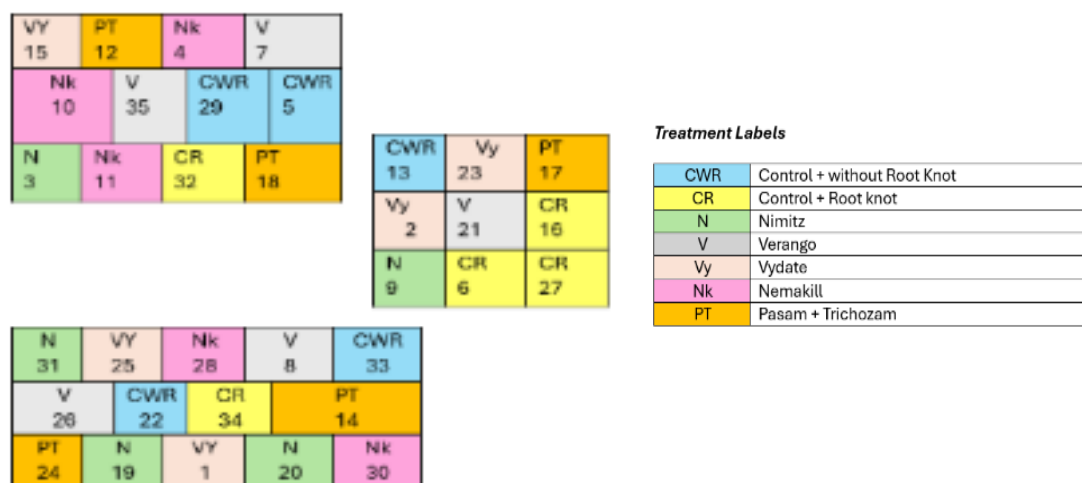 VY PT Nk V
15 12 4 7
Nk V CWR CWR
10 35 29 5
N Nk CR PT
3 11 32 18
CWR Vy PT
13 23 17
Vy V CR
2 21 16
N CR CR
9 6 27
N VY Nk V CWR
31 25 28 8 33
V CWR CR PT
26 22 34 14
PT N VY N Nk
24 19 1 20 30
Treatment Labels
CWR Control + without Root Knot
CR Control + Root knot
N Nimitz
V Verango
Vy Vydate
Nk Nemakill
PT Pasam + Trichozam